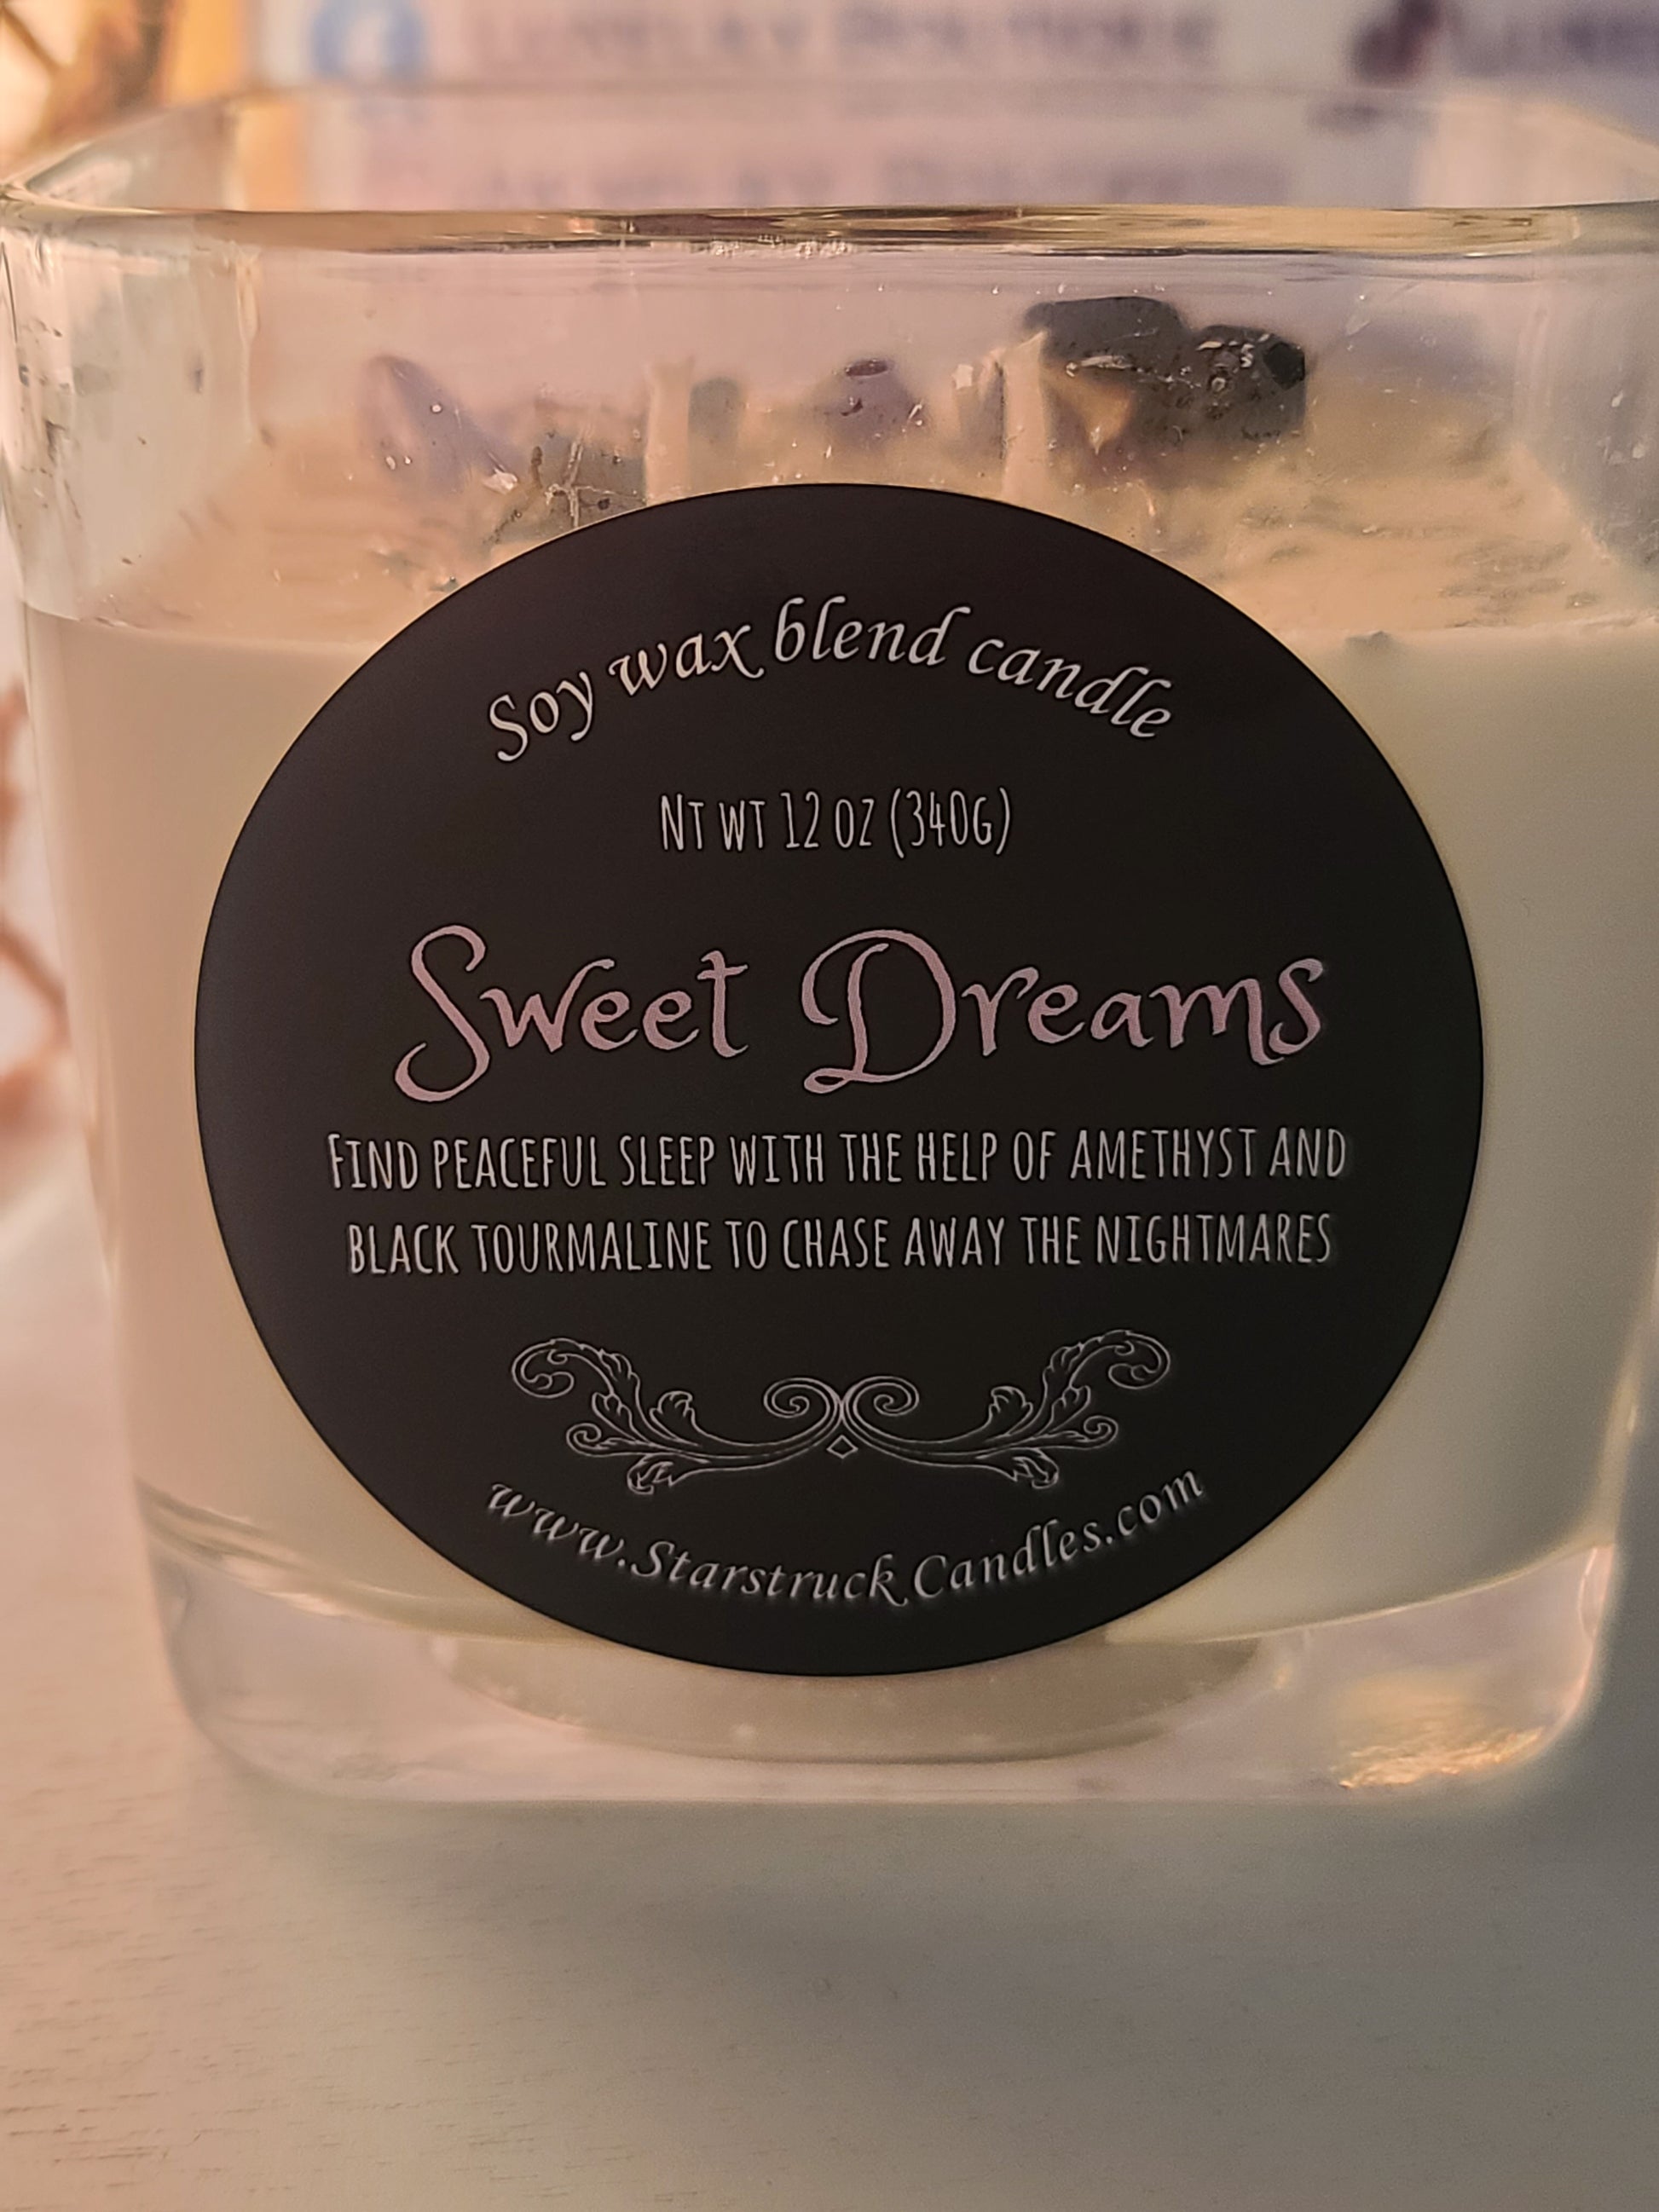 Soy wax blend candle
NT WT 12 OZ (340G)
Sweet Dreams
FIND PEACEFUL SLEEP WITH THE HELP OF AMETHYST AND
BLACK TOURMALINE TO CHASE AWAY THE NIGHTMARES
www.StarstruckCandles.com